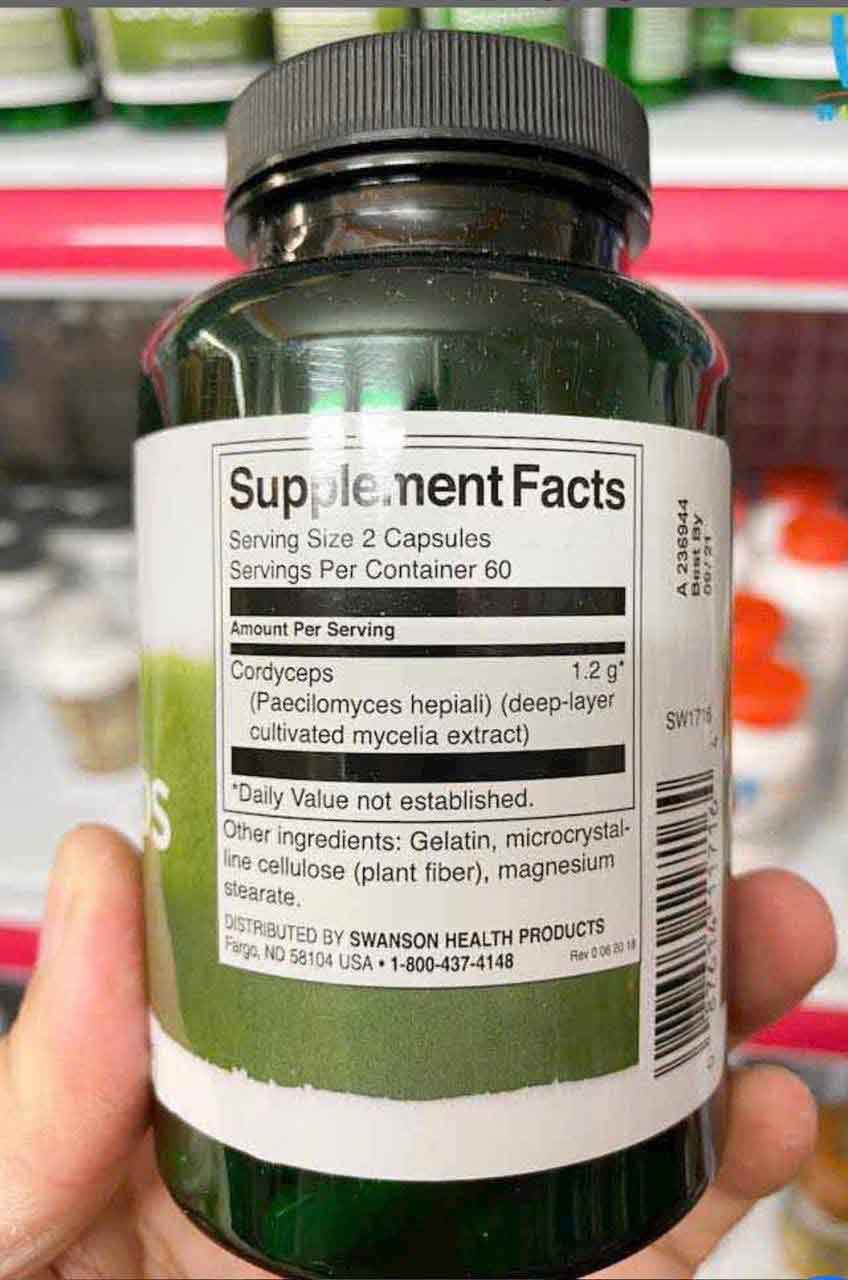 Supplement Facts
Serving Size 2 Capsules
Servings Per Container 60
Amount Per Serving
Cordyceps 1.2 g*
(Paecilomyces hepiali) (deep-layer
cultivated mycelia extract)
*Daily Value not established.
Other ingredients: Gelatin, microcrystal-
line cellulose (plant fiber), magnesium
stearate.
DISTRIBUTED BY SWANSON HEALTH PRODUCTS
Fargo, ND 58104 USA • 1-800-437-4148
A 236944
Best By
09/21
SW1716